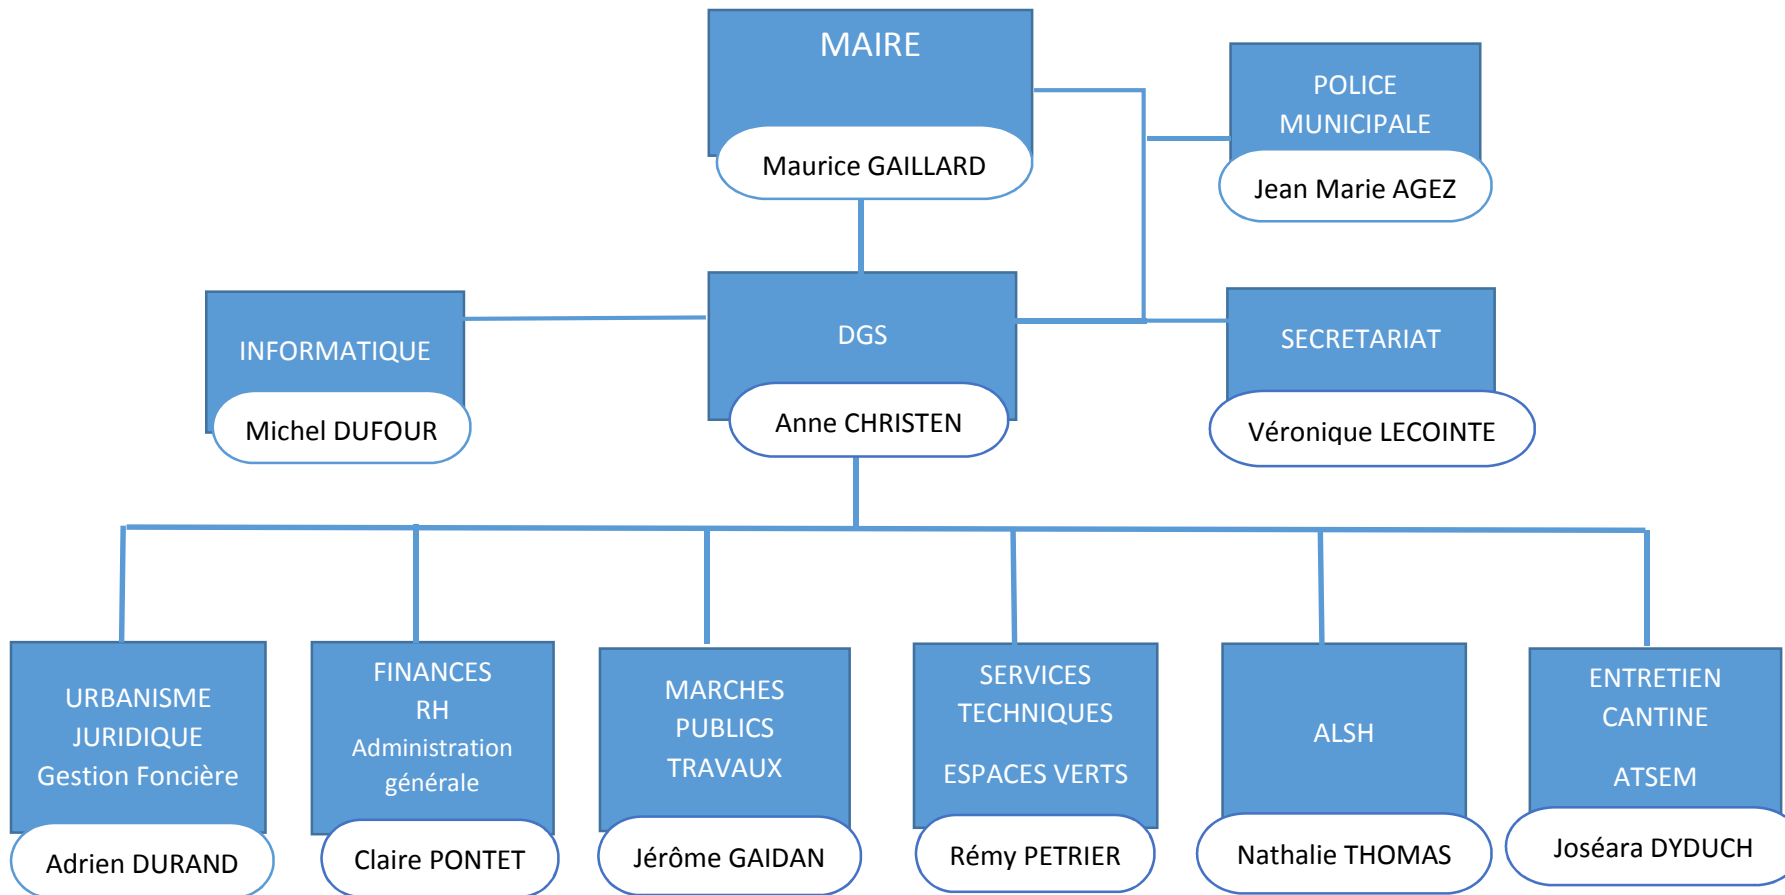 MAIRE
Maurice GAILLARD
POLICE
MUNICIPALE
Jean Marie AGEZ
INFORMATIQUE
Michel DUFOUR
DGS
Anne CHRISTEN
SECRETARIAT
Véronique LECOINTE
URBANISME
JURIDIQUE
Gestion Foncière
Adrien DURAND
FINANCES
RH
Administration
générale
Claire PONTET
MARCHES
PUBLICS
TRAVAUX
Jérôme GAIDAN
SERVICES
TECHNIQUES
ESPACES VERTS
Rémy PETRIER
ALSH
Nathalie THOMAS
ENTRETIEN
CANTINE
ATSEM
Joséara DYDUCH